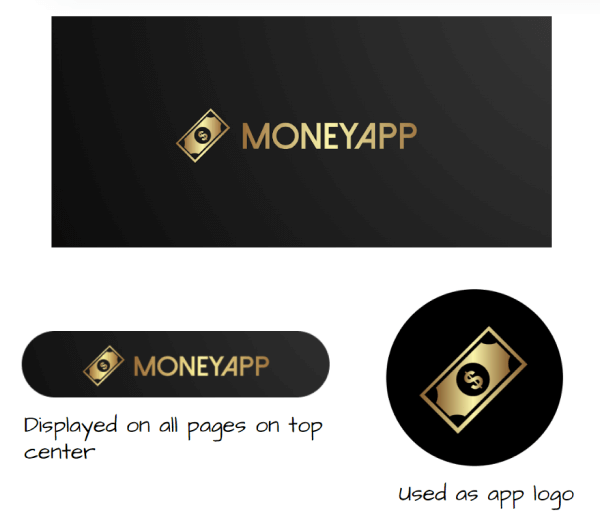 $ MONEYAPP
$ MONEYAPP
Displayed on all pages on top
center
$
Used as app logo